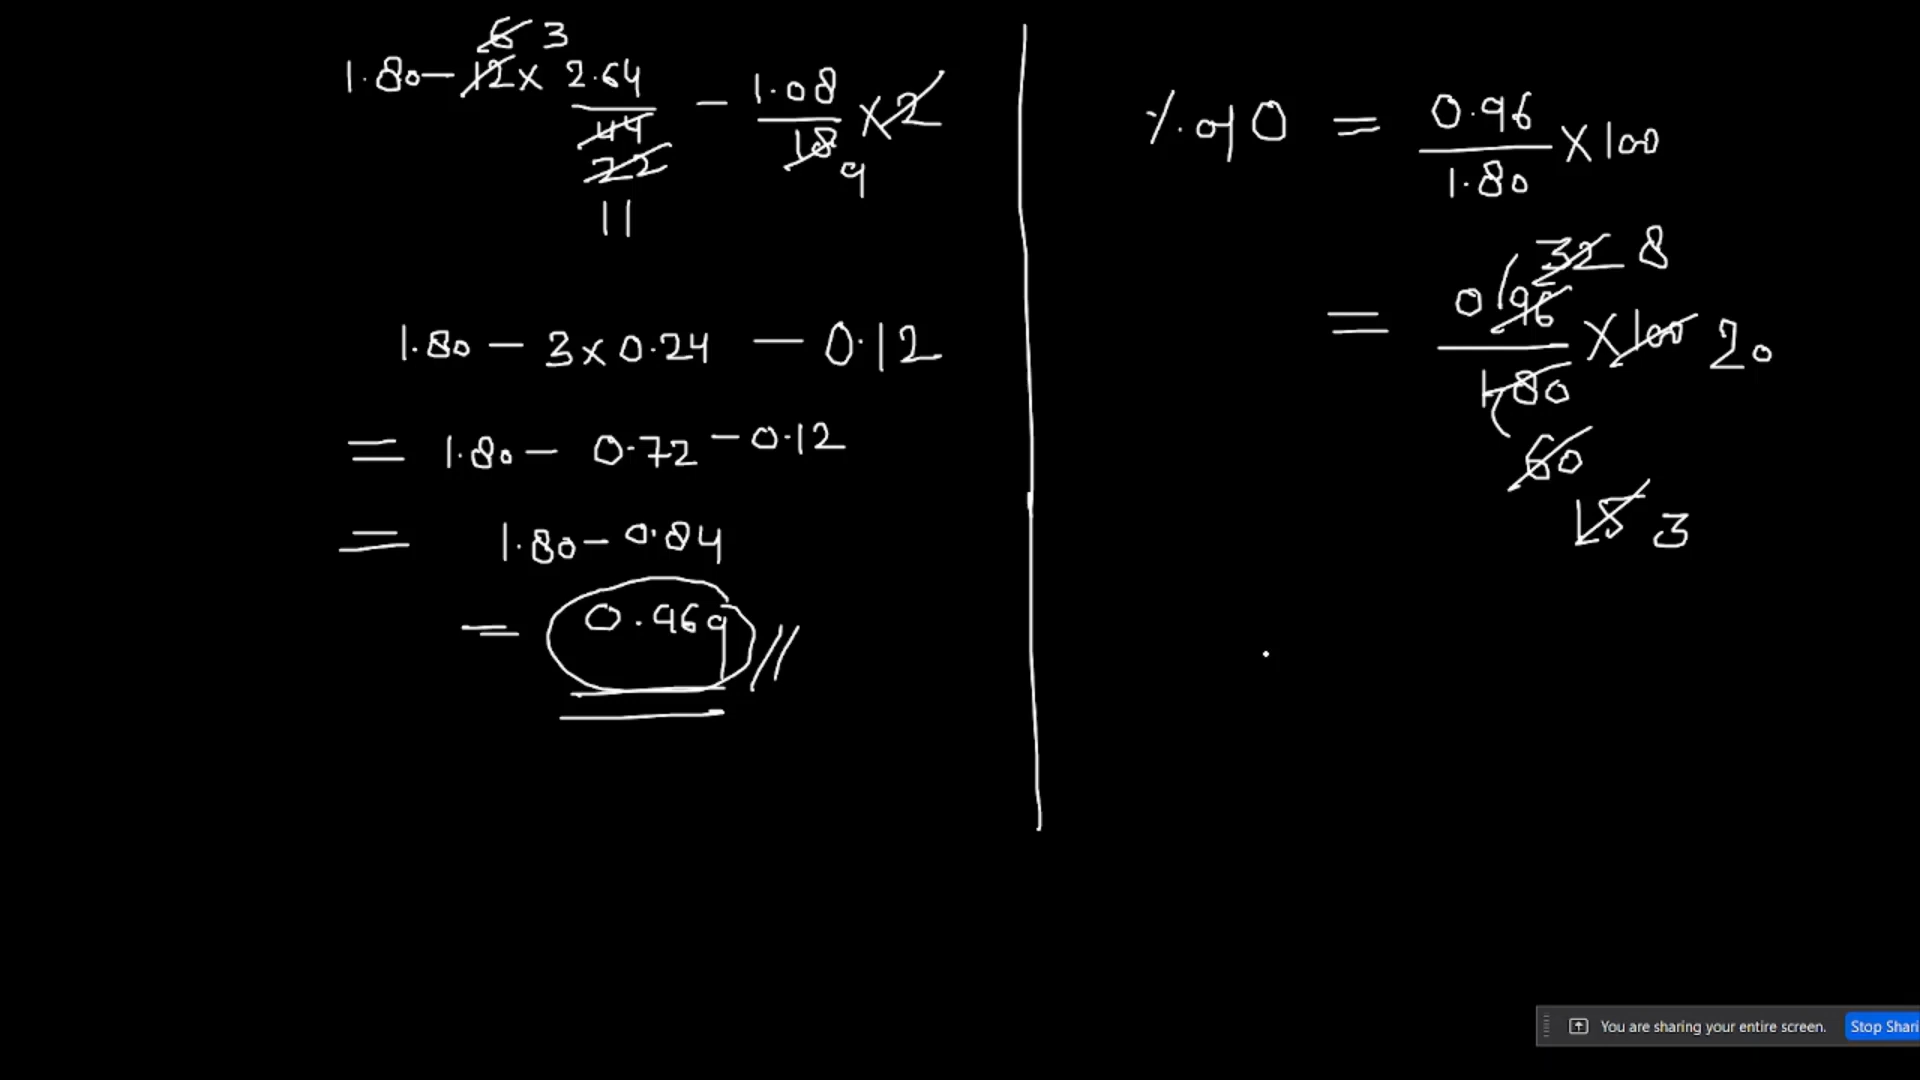 6 3
1.80 - 12 x 2.64 / 44 - 1.08 / 18 x 2
22 9
11
1.80 - 3 x 0.24 - 0.12
= 1.80 - 0.72 - 0.12
= 1.80 - 0.84
= 0.96g //
% of O = 0.96 / 1.80 x 100
32 8
= 0.96 / 1.80 x 100 20
60
15 3
You are sharing your entire screen.
Stop Shari